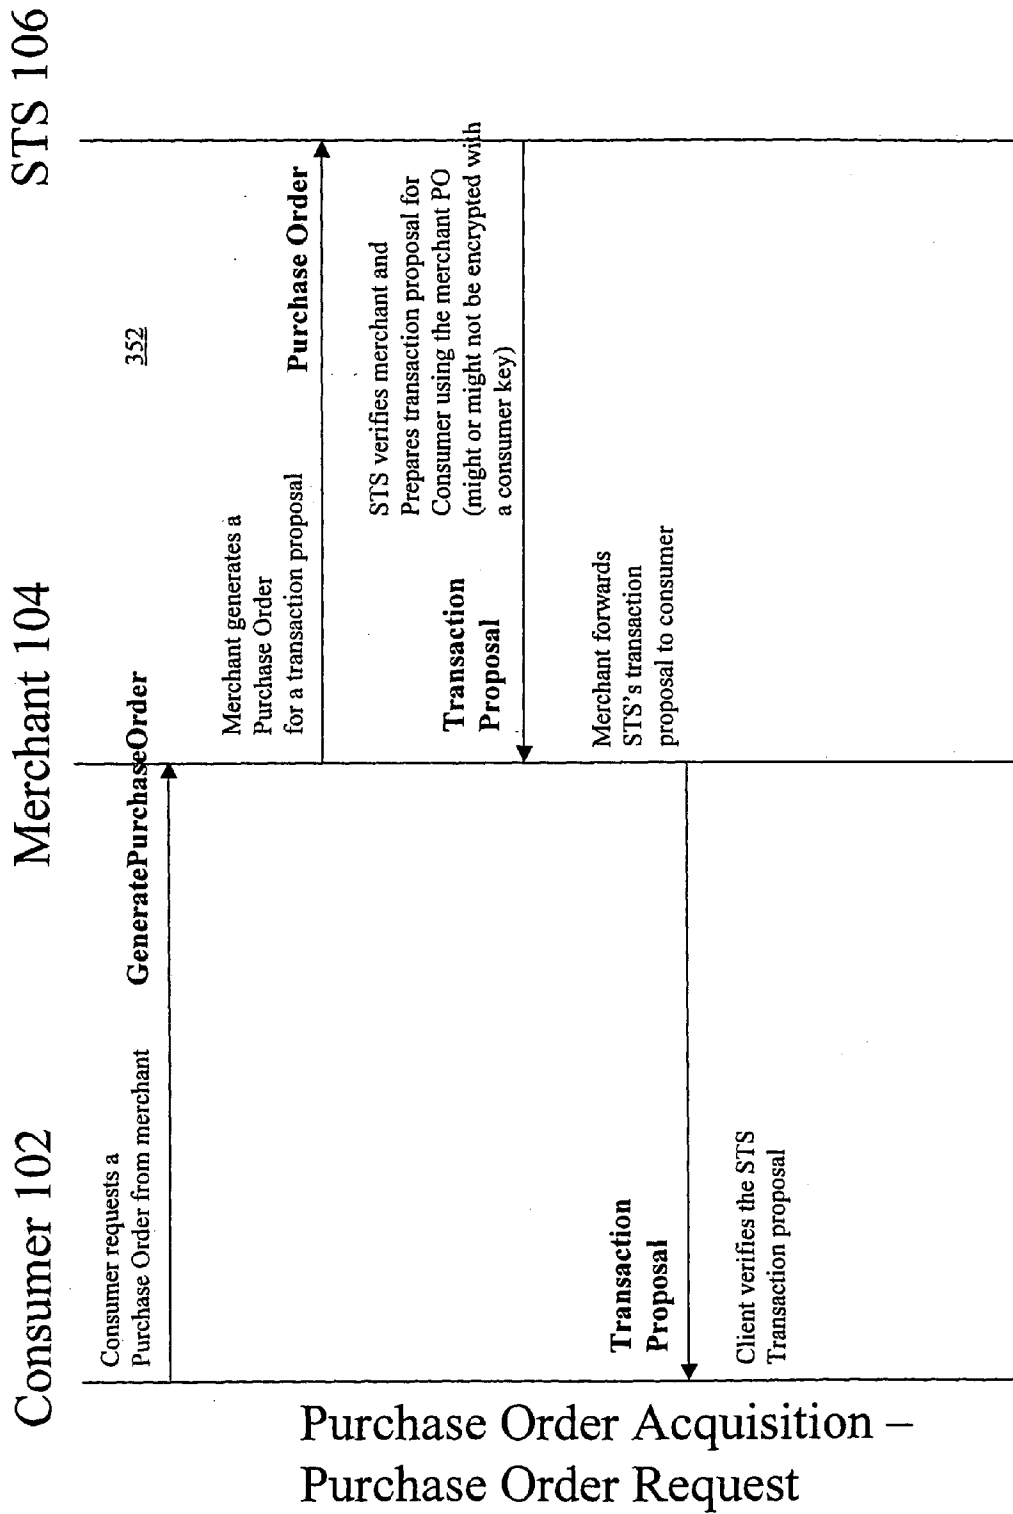 Consumer 102
Merchant 104
STS 106
352
Consumer requests a
Purchase Order from merchant
GeneratePurchaseOrder
Merchant generates a
Purchase Order
for a transaction proposal
Purchase Order
STS verifies merchant and
Prepares transaction proposal for
Consumer using the merchant PO
(might or might not be encrypted with
a consumer key)
Transaction
Proposal
Merchant forwards
STS's transaction
proposal to consumer
Transaction
Proposal
Client verifies the STS
Transaction proposal
Purchase Order Acquisition –
Purchase Order Request